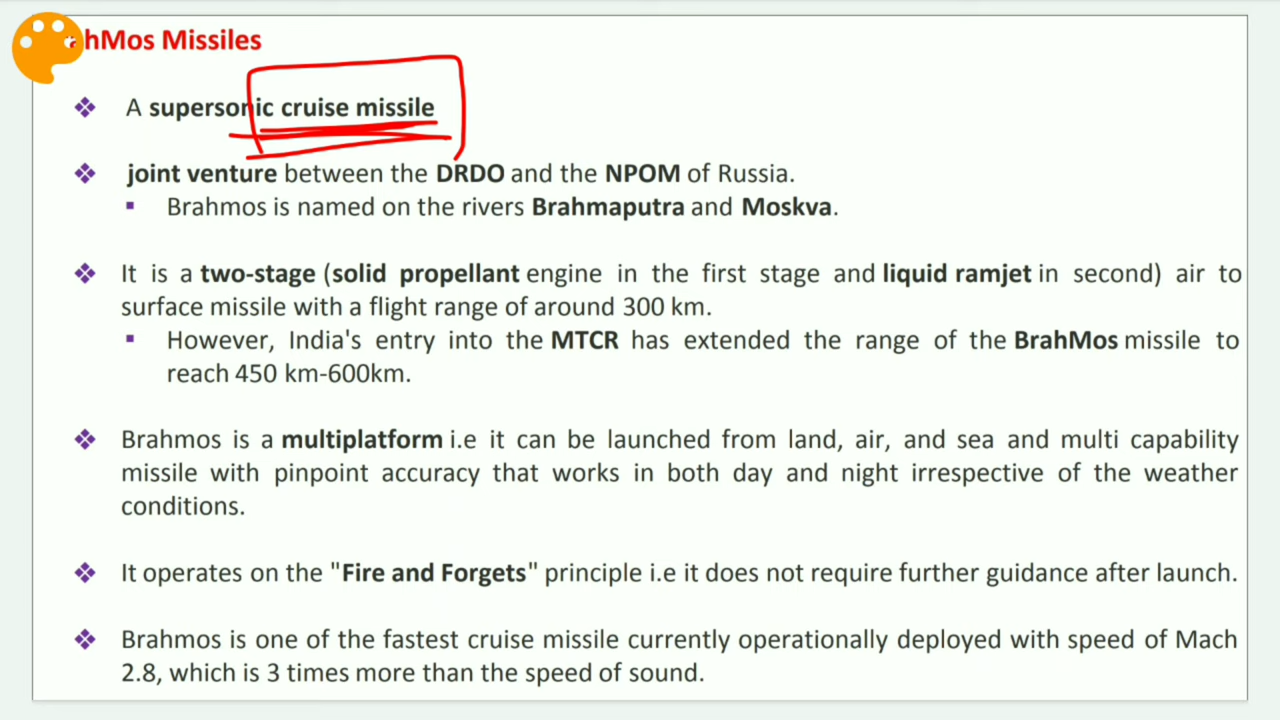 ahMos Missiles
❖ A supersonic cruise missile
❖ joint venture between the DRDO and the NPOM of Russia.
▪ Brahmos is named on the rivers Brahmaputra and Moskva.
❖ It is a two-stage (solid propellant engine in the first stage and liquid ramjet in second) air to
surface missile with a flight range of around 300 km.
▪ However, India's entry into the MTCR has extended the range of the BrahMos missile to
reach 450 km-600km.
❖ Brahmos is a multiplatform i.e it can be launched from land, air, and sea and multi capability
missile with pinpoint accuracy that works in both day and night irrespective of the weather
conditions.
❖ It operates on the "Fire and Forgets" principle i.e it does not require further guidance after launch.
❖ Brahmos is one of the fastest cruise missile currently operationally deployed with speed of Mach
2.8, which is 3 times more than the speed of sound.